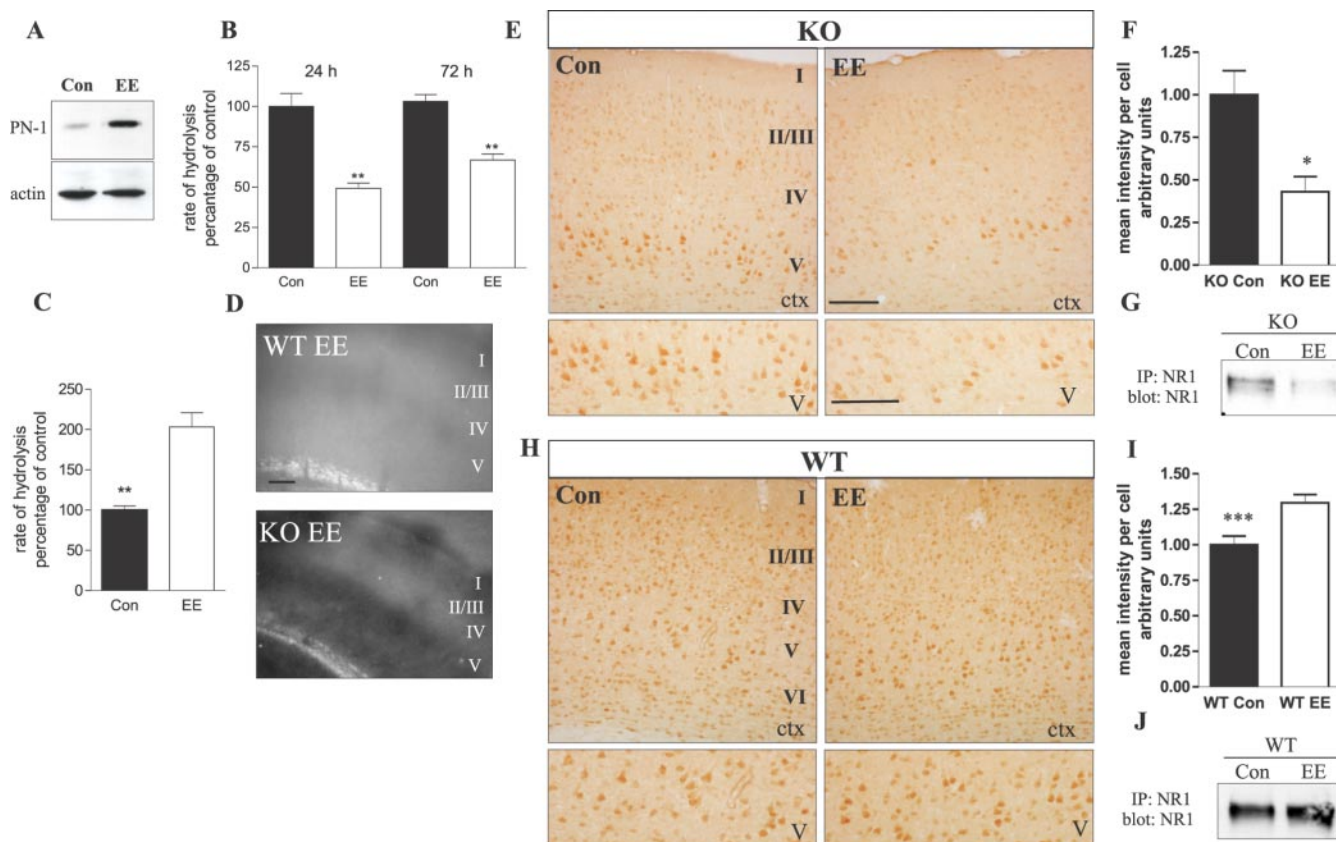 A
Con EE
PN-1
actin
B
24 h 72 h
rate of hydrolysis
percantage of control
125
100
75
50
25
0
Con EE Con EE
** **
C
rate of hydrolysis
percentage of control
250
200
150
100
50
0
**
Con EE
D
WT EE
I
II/III
IV
V
KO EE
I
II/III
IV
V
E
KO
Con EE
I
II/III
IV
V
ctx ctx
V V
F
mean intensity per cell
arbitrary units
1.50
1.25
1.00
0.75
0.50
0.25
0.00
*
KO Con KO EE
G
KO
Con EE
IP: NR1
blot: NR1
H
WT
Con EE
I
II/III
IV
V
VI
ctx ctx
V V
I
mean intensity per cell
arbitrary units
1.50
1.25
1.00
0.75
0.50
0.25
0.00
***
WT Con WT EE
J
WT
Con EE
IP: NR1
blot: NR1